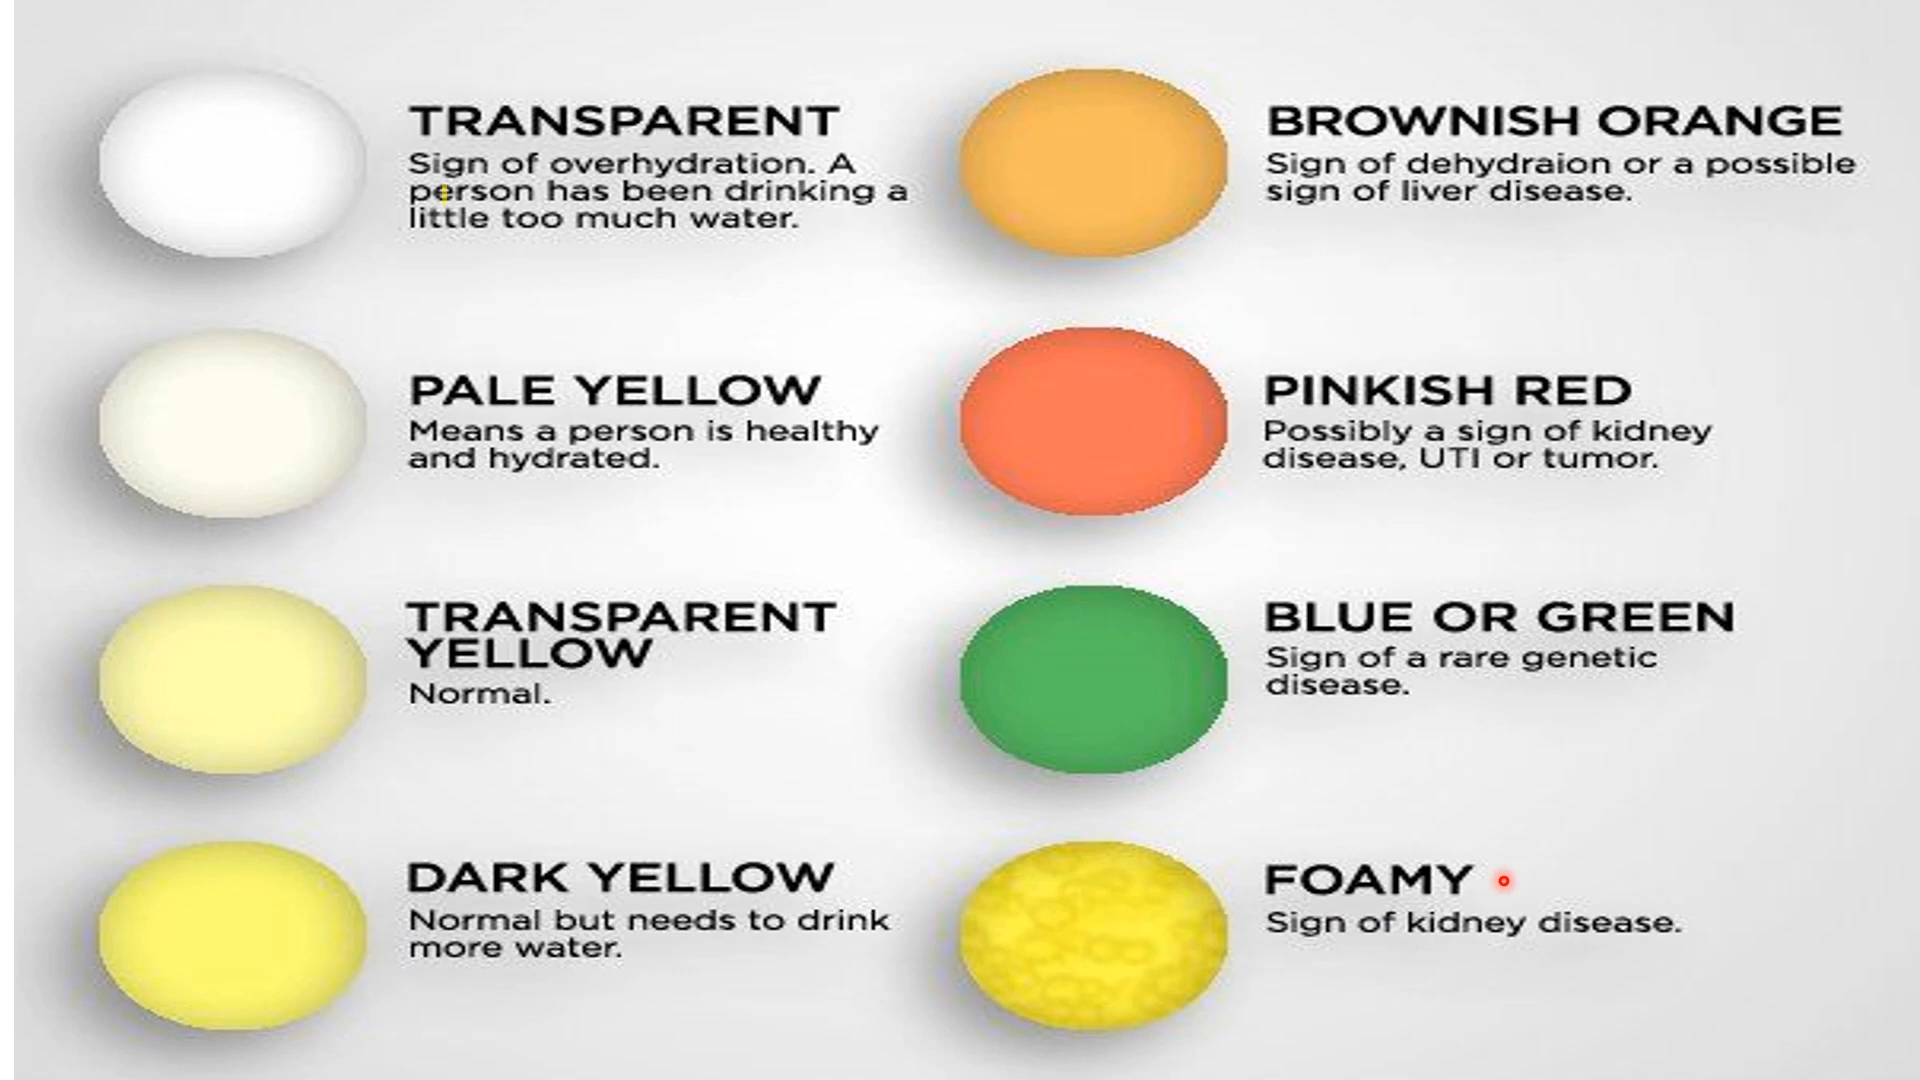 TRANSPARENT
Sign of overhydration. A
person has been drinking a
little too much water.
PALE YELLOW
Means a person is healthy
and hydrated.
TRANSPARENT
YELLOW
Normal.
DARK YELLOW
Normal but needs to drink
more water.
BROWNISH ORANGE
Sign of dehydraion or a possible
sign of liver disease.
PINKISH RED
Possibly a sign of kidney
disease, UTI or tumor.
BLUE OR GREEN
Sign of a rare genetic
disease.
FOAMY
Sign of kidney disease.